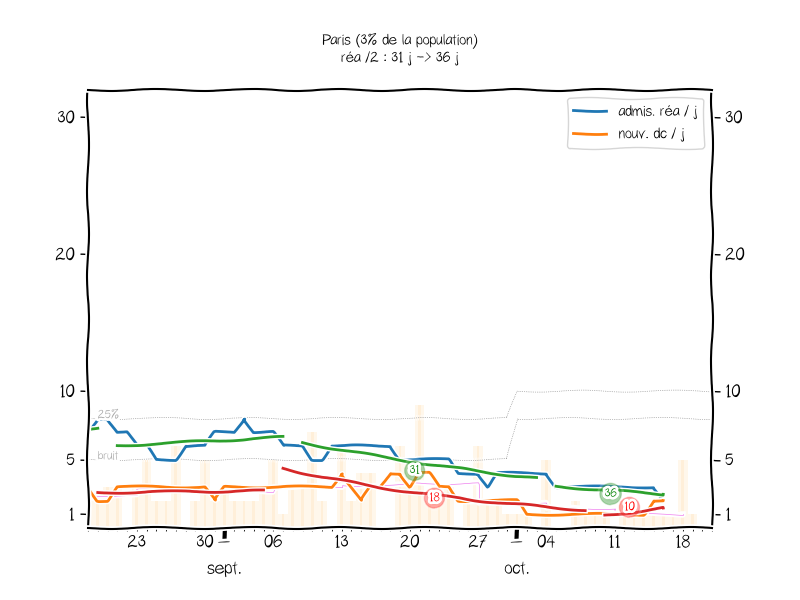 Paris (3% de la population)
réa /2 : 31 j -> 36 j
admis. réa / j
nouv. dc / j
30 30
20 20
10 10
25%
bruit
5 5
31
18
36
10
1 1
23 30 06 13 20 27 04 11 18
sept. oct.